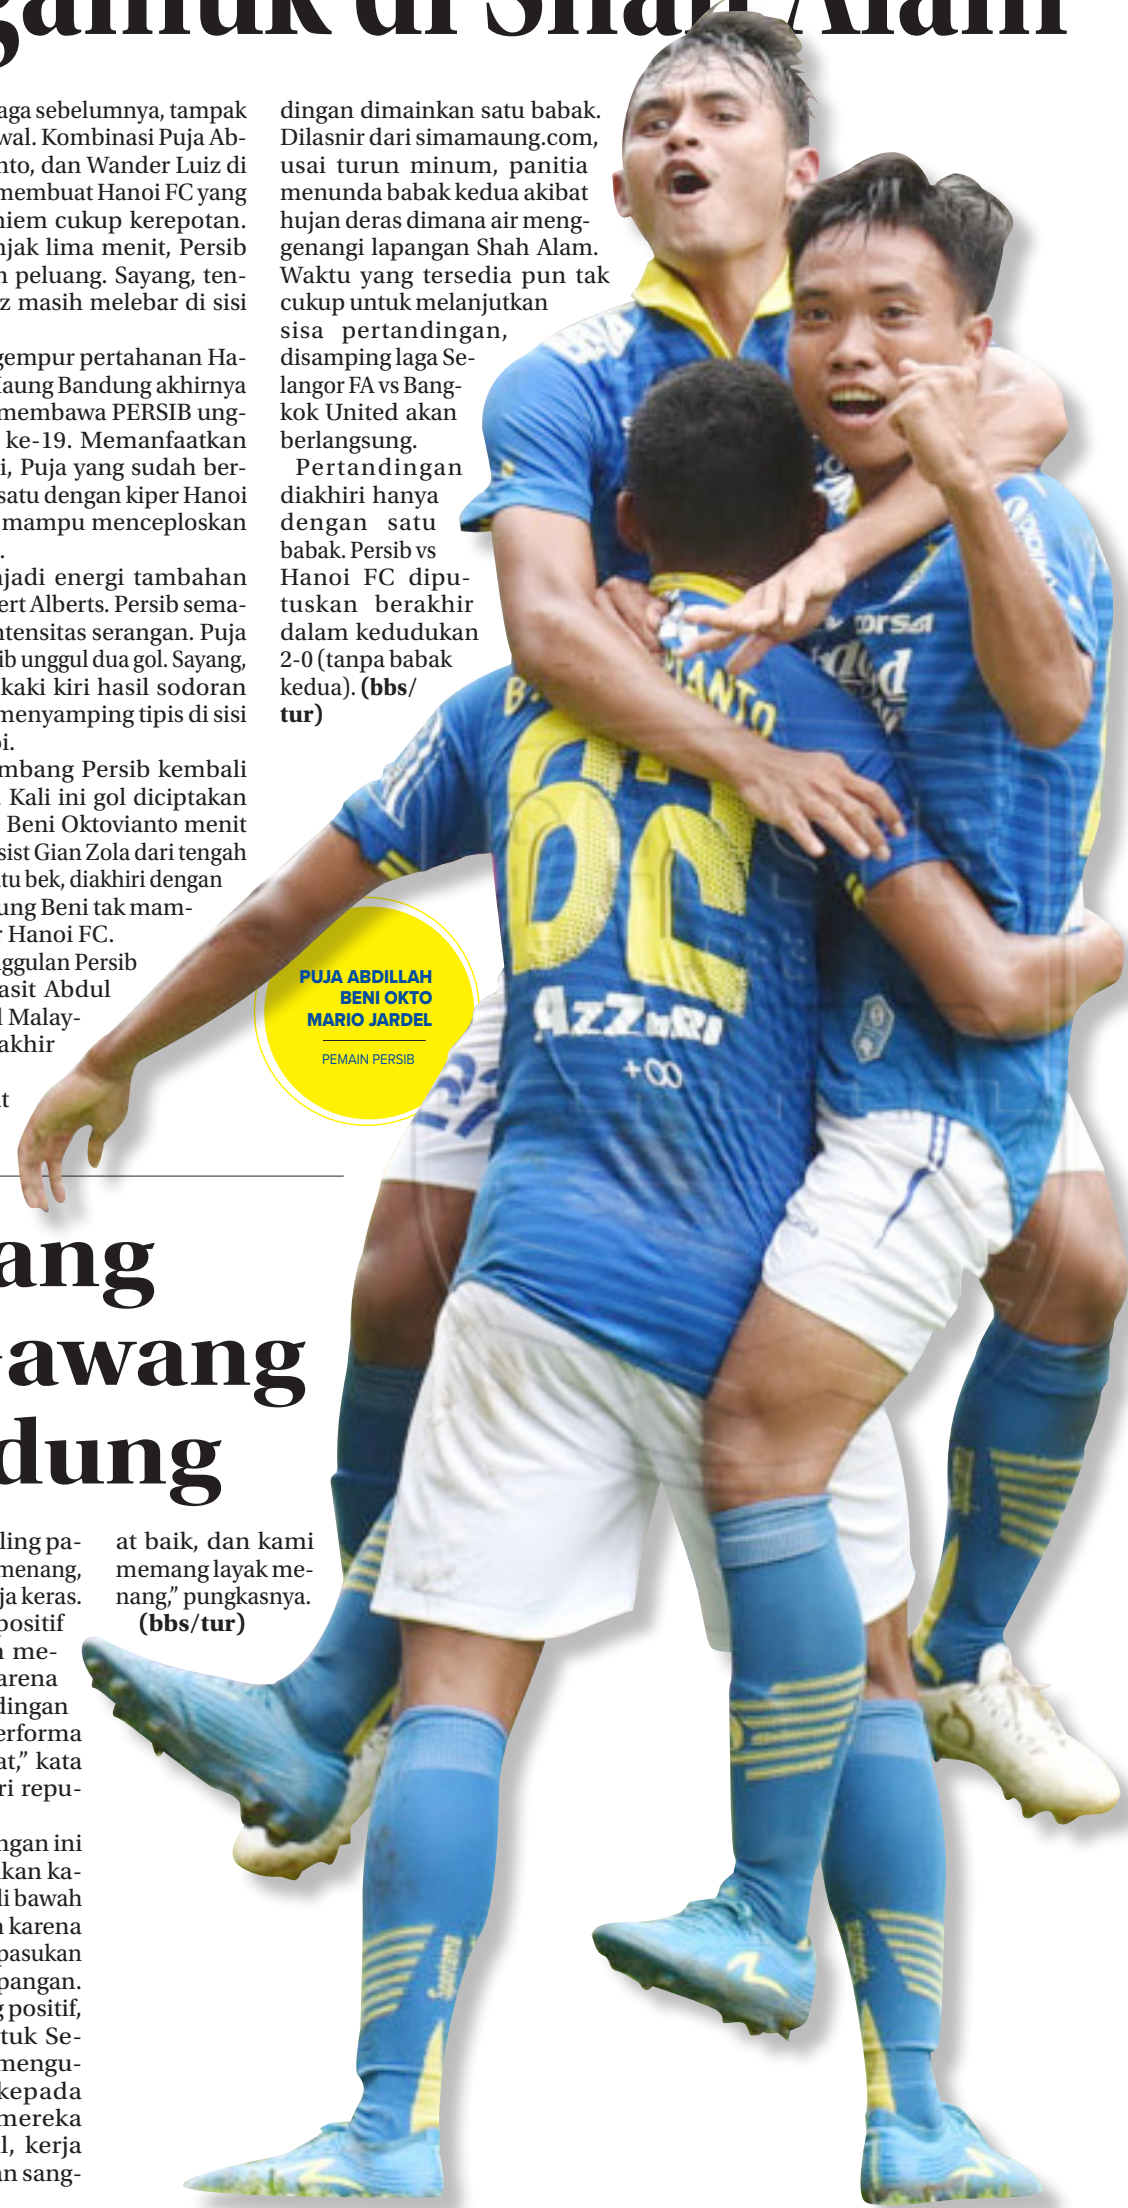 gamuk di Shah Alam
aga sebelumnya, tampak
wal. Kombinasi Puja Ab-
nto, dan Wander Luiz di
membuat Hanoi FC yang
niem cukup kerepotan.
njak lima menit, Persib
n peluang. Sayang, ten-
z masih melebar di sisi
gempur pertahanan Ha-
Maung Bandung akhirnya
membawa PERSIB ung-
ke-19. Memanfaatkan
i, Puja yang sudah ber-
satu dengan kiper Hanoi
mampu menceploskan
.
njadi energi tambahan
ert Alberts. Persib sema-
ntensitas serangan. Puja
ib unggul dua gol. Sayang,
kaki kiri hasil sodoran
menyamping tipis di sisi
oi.
mbang Persib kembali
. Kali ini gol diciptakan
Beni Oktovianto menit
sist Gian Zola dari tengah
tu bek, diakhiri dengan
ung Beni tak mam-
r Hanoi FC.
ggulan Persib
asit Abdul
l Malay-
akhir
t
dingan dimainkan satu babak.
Dilasnir dari simamaung.com,
usai turun minum, panitia
menunda babak kedua akibat
hujan deras dimana air meng-
genangi lapangan Shah Alam.
Waktu yang tersedia pun tak
cukup untuk melanjutkan
sisa pertandingan,
disamping laga Se-
langor FA vs Bang-
kok United akan
berlangsung.
Pertandingan
diakhiri hanya
dengan satu
babak. Persib vs
Hanoi FC dipu-
tuskan berakhir
dalam kedudukan
2-0 (tanpa babak
kedua). (bbs/
tur)
corsa
IANTO
AZZARI
+∞
PUJA ABDILLAH
BENI OKTO
MARIO JARDEL
PEMAIN PERSIB
ang
awang
dung
ling pa-
menang,
ja keras.
positif
n me-
arena
dingan
erforma
at,” kata
ri repu-
ngan ini
kan ka-
li bawah
n karena
pasukan
pangan.
g positif,
tuk Se-
mengu-
kepada
mereka
l, kerja
an sang-
at baik, dan kami
memang layak me-
nang,” pungkasnya.
(bbs/tur)